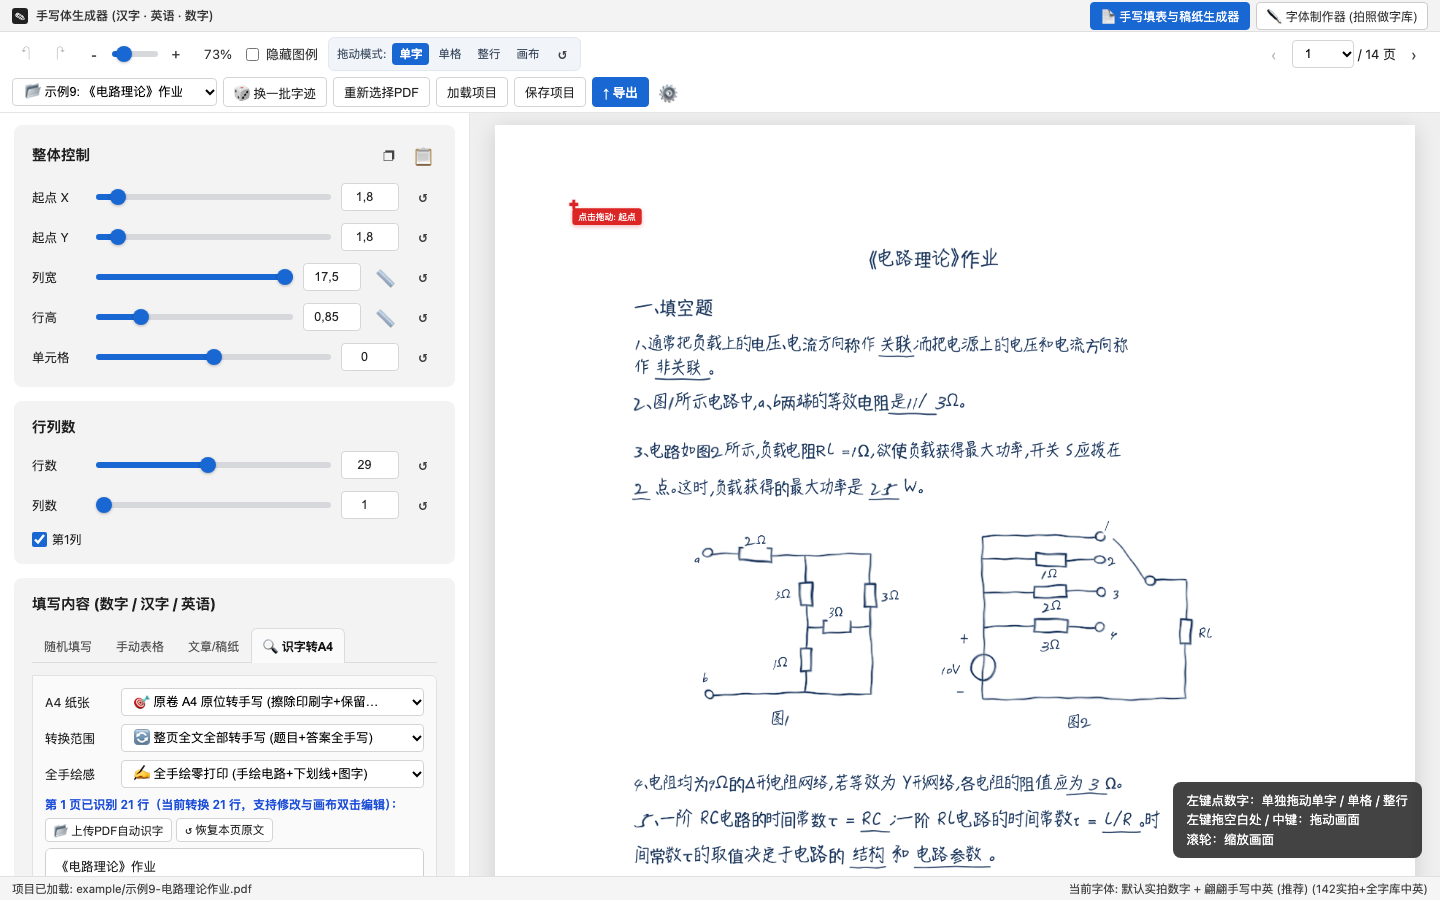 手写体生成器 (汉字 · 英语 · 数字)
手写填表与稿纸生成器
字体制作器 (拍照做字库)
- + 73% 隐藏图例 拖动模式: 单字 单格 整行 画布 ↺
‹ 1 / 14 页 ›
示例9: 《电路理论》作业 换一批字迹 重新选择PDF 加载项目 保存项目 ↑ 导出
整体控制
起点 X 1,8 ↺
起点 Y 1,8 ↺
列宽 17,5 ↺
行高 0,85 ↺
单元格 0 ↺
行列数
行数 29 ↺
列数 1 ↺
第1列
填写内容 (数字 / 汉字 / 英语)
随机填写 手动表格 文章/稿纸 识字转A4
A4 纸张 原卷 A4 原位转手写 (擦除印刷字+保留...
转换范围 整页全文全部转手写 (题目+答案全手写)
全手绘感 全手绘零打印 (手绘电路+下划线+图字)
第 1 页已识别 21 行（当前转换 21 行，支持修改与画布双击编辑）：
上传PDF自动识字 ↺ 恢复本页原文
《电路理论》作业
点击拖动: 起点
《电路理论》作业
一、填空题
1、通常把负载上的电压、电流方向称作 关联;而把电源上的电压和电流方向称
作 非关联 。
2、图1所示电路中,a、b两端的等效电阻是11/ 3Ω。
3、电路如图2所示,负载电阻RL =1Ω,欲使负载获得最大功率,开关 S应拨在
2 点。这时,负载获得的最大功率是 25 W。
a 2Ω 3Ω 3Ω 3Ω 1Ω b
图1
1 2 3 4 1Ω 2Ω 3Ω + 10V - RL
图2
4、电阻均为9Ω的Δ形电阻网络,若等效为 Y形网络,各电阻的阻值应为 3 Ω。
5、一阶 RC电路的时间常数τ = RC ;一阶 RL电路的时间常数τ = L/R 。时
间常数τ的取值决定于电路的 结构 和 电路参数 。
左键点数字：单独拖动单字 / 单格 / 整行
左键拖空白处 / 中键：拖动画面
滚轮：缩放画面
项目已加载: example/示例9-电路理论作业.pdf
当前字体: 默认实拍数字 + 翩翩手写中英 (推荐) (142实拍+全字库中英)